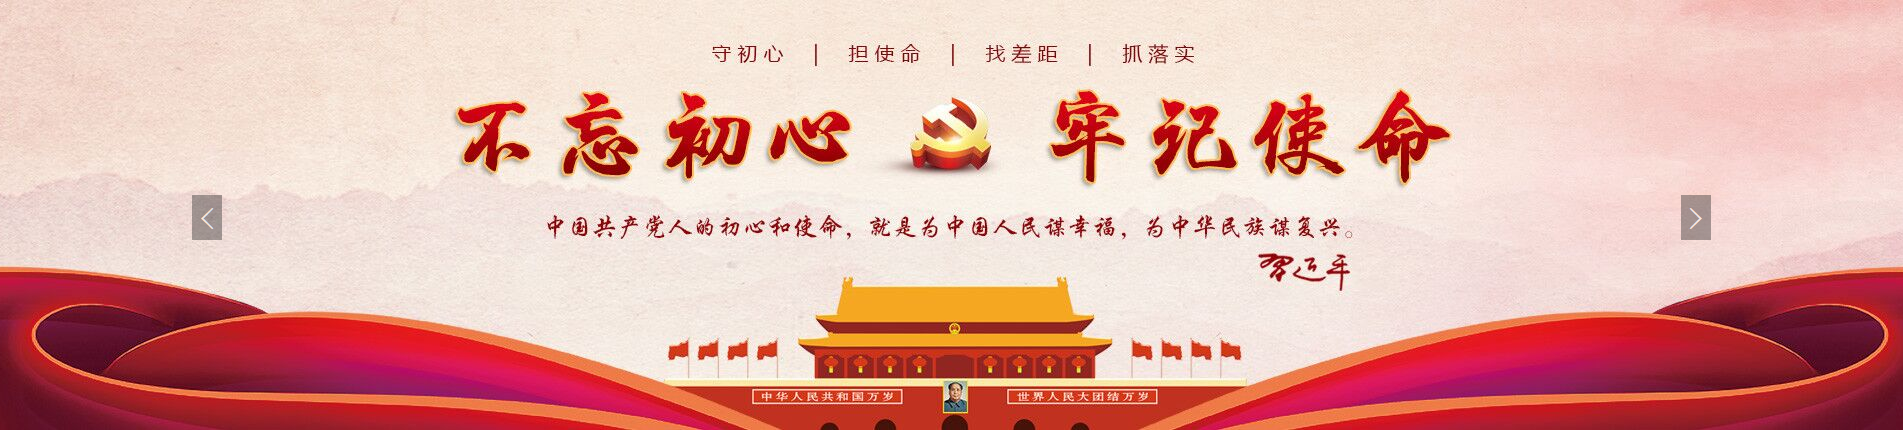 守初心 | 担使命 | 找差距 | 抓落实
不忘初心 牢记使命
中国共产党人的初心和使命，就是为中国人民谋幸福，为中华民族谋复兴。
习近平
中华人民共和国万岁 世界人民大团结万岁